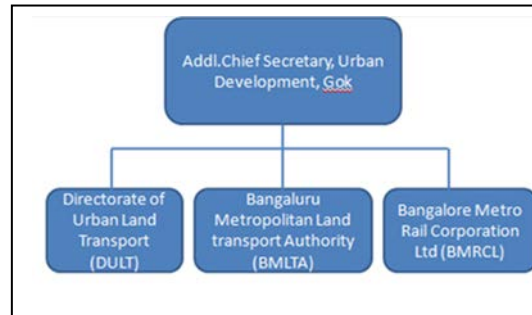 Addl.Chief Secretary, Urban
Development, Gok
Directorate of
Urban Land
Transport
(DULT)
Bangaluru
Metropolitan Land
transport Authority
(BMLTA)
Bangalore Metro
Rail Corporation
Ltd (BMRCL)